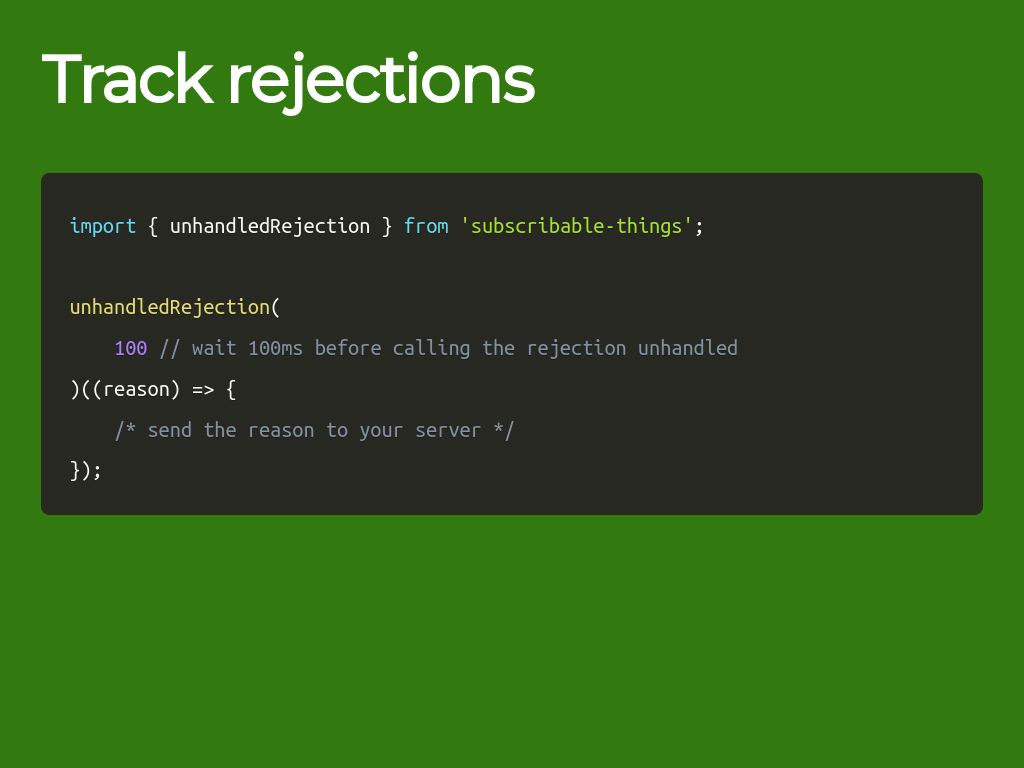 Track rejections
import { unhandledRejection } from 'subscribable-things';
unhandledRejection(
    100 // wait 100ms before calling the rejection unhandled
)((reason) => {
    /* send the reason to your server */
});